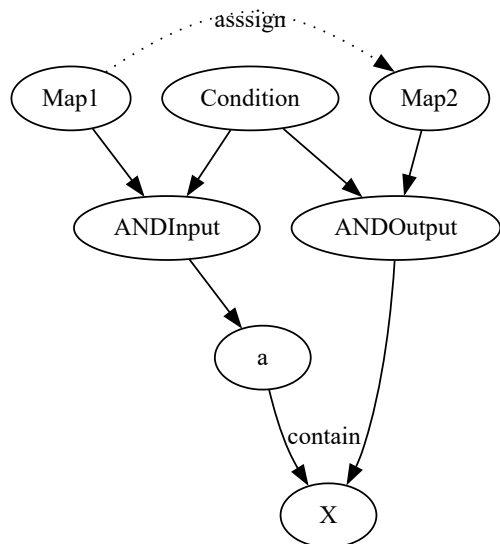 asssign
Map1
Condition
Map2
ANDInput
ANDOutput
a
contain
X